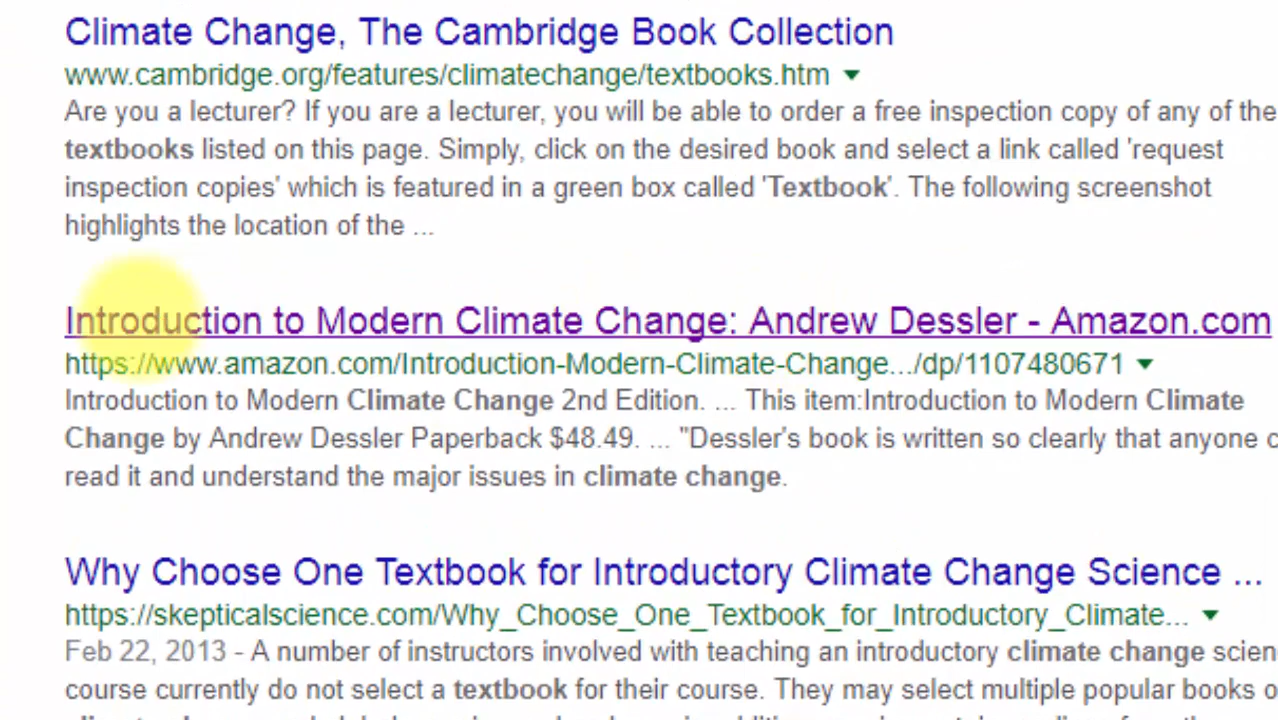 Climate Change, The Cambridge Book Collection
www.cambridge.org/features/climatechange/textbooks.htm
Are you a lecturer? If you are a lecturer, you will be able to order a free inspection copy of any of the
textbooks listed on this page. Simply, click on the desired book and select a link called 'request
inspection copies' which is featured in a green box called 'Textbook'. The following screenshot
highlights the location of the ...
Introduction to Modern Climate Change: Andrew Dessler - Amazon.com
https://www.amazon.com/Introduction-Modern-Climate-Change.../dp/1107480671
Introduction to Modern Climate Change 2nd Edition. ... This item:Introduction to Modern Climate
Change by Andrew Dessler Paperback $48.49. ... "Dessler's book is written so clearly that anyone
read it and understand the major issues in climate change.
Why Choose One Textbook for Introductory Climate Change Science ...
https://skepticalscience.com/Why_Choose_One_Textbook_for_Introductory_Climate...
Feb 22, 2013 - A number of instructors involved with teaching an introductory climate change
course currently do not select a textbook for their course. They may select multiple popular books